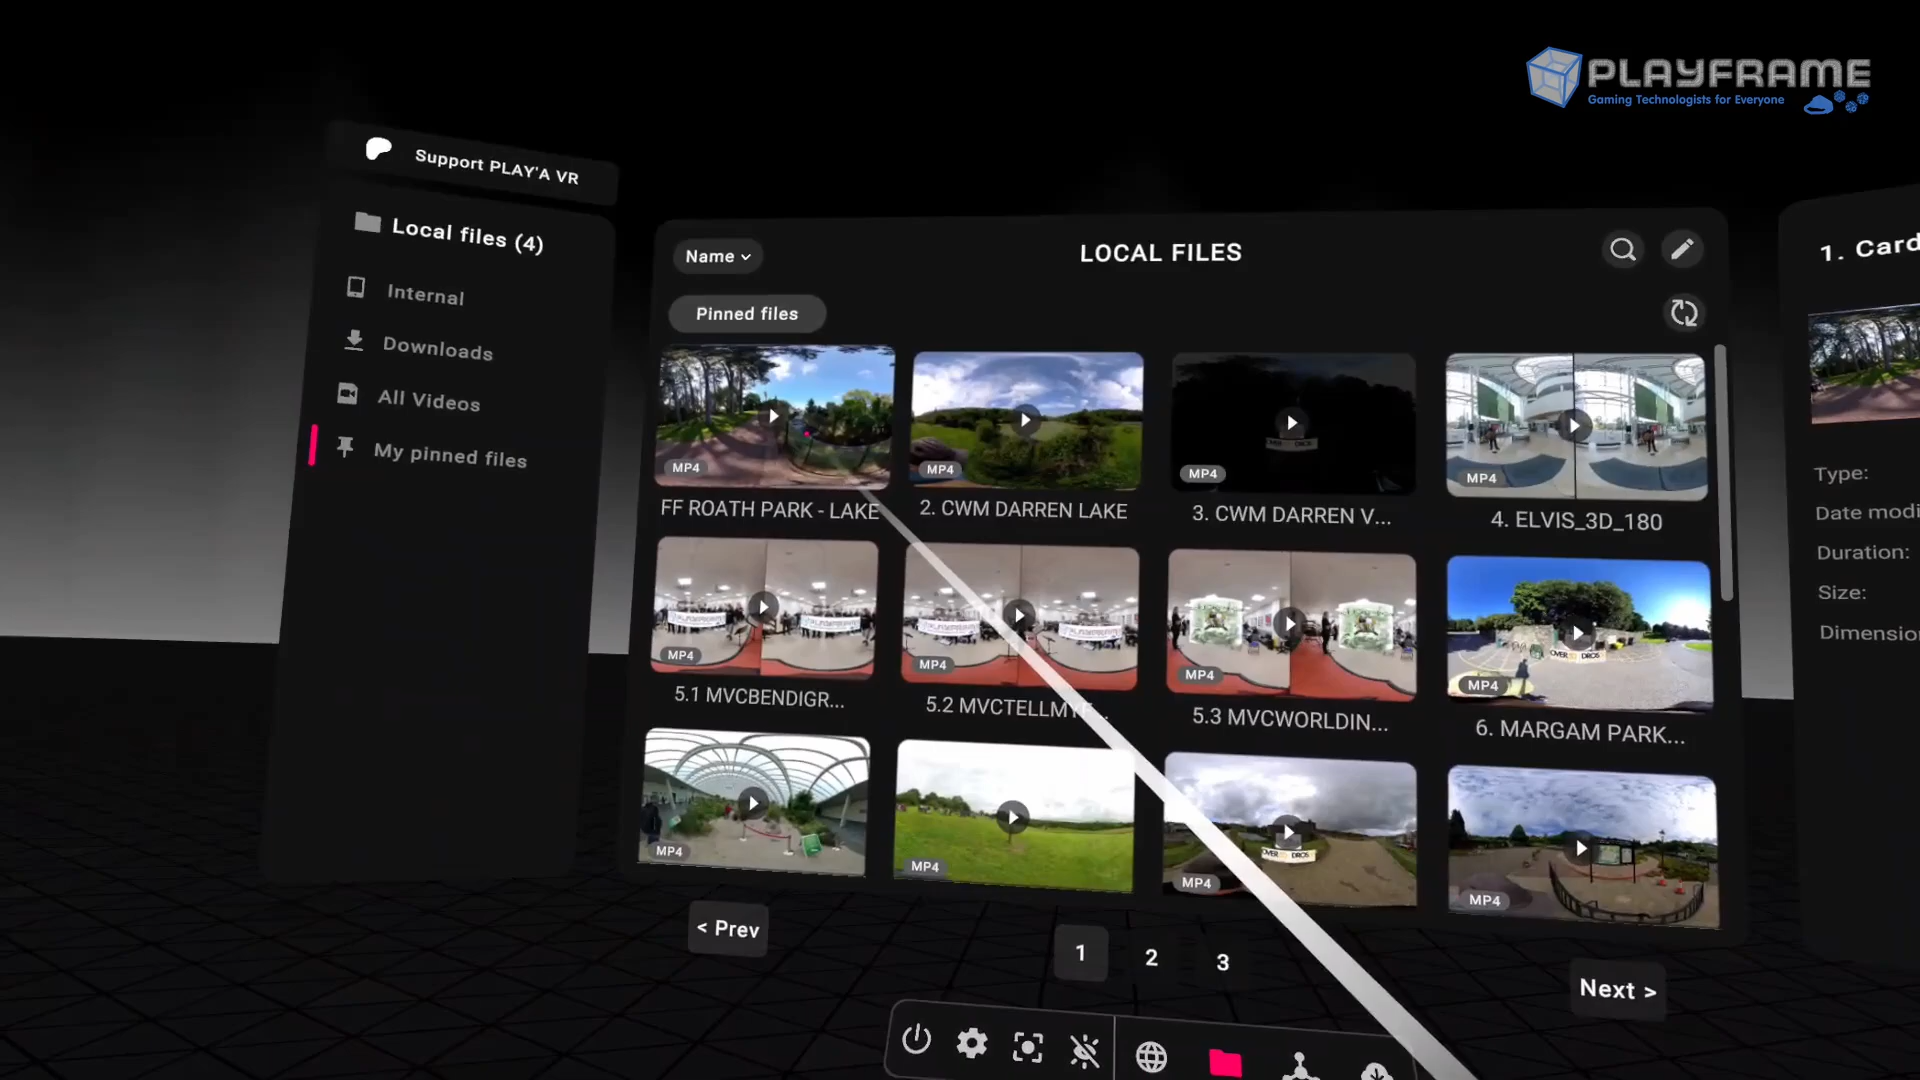 PLAYFRAME
Gaming Technologists for Everyone
Support PLAY'A VR
Local files (4)
Internal
Downloads
All Videos
My pinned files
Name
LOCAL FILES
Pinned files
MP4
MP4
MP4
MP4
FF ROATH PARK - LAKE
2. CWM DARREN LAKE
3. CWM DARREN V...
4. ELVIS_3D_180
MP4
MP4
MP4
MP4
5.1 MVCBENDIGR...
5.2 MVCTELLMYF...
5.3 MVCWORLDIN...
6. MARGAM PARK...
MP4
MP4
MP4
MP4
< Prev
1
2
3
Next >
1. Card
Type:
Date modi
Duration:
Size:
Dimensio